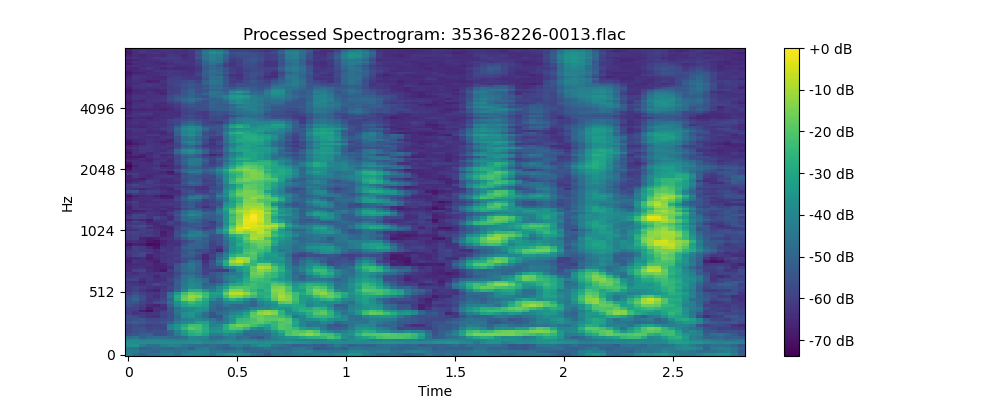 Processed Spectrogram: 3536-8226-0013.flac
Hz
4096
2048
1024
512
0
0 0.5 1 1.5 2 2.5
Time
+0 dB
-10 dB
-20 dB
-30 dB
-40 dB
-50 dB
-60 dB
-70 dB